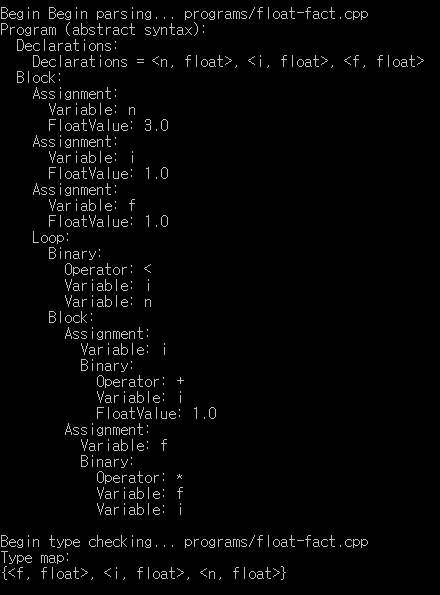 Begin Begin parsing... programs/float-fact.cpp
Program (abstract syntax):
  Declarations:
    Declarations = <n, float>, <i, float>, <f, float>
  Block:
    Assignment:
      Variable: n
      FloatValue: 3.0
    Assignment:
      Variable: i
      FloatValue: 1.0
    Assignment:
      Variable: f
      FloatValue: 1.0
    Loop:
      Binary:
        Operator: <
        Variable: i
        Variable: n
      Block:
        Assignment:
          Variable: i
          Binary:
            Operator: +
            Variable: i
            FloatValue: 1.0
        Assignment:
          Variable: f
          Binary:
            Operator: *
            Variable: f
            Variable: i

Begin type checking... programs/float-fact.cpp
Type map:
{<f, float>, <i, float>, <n, float>}